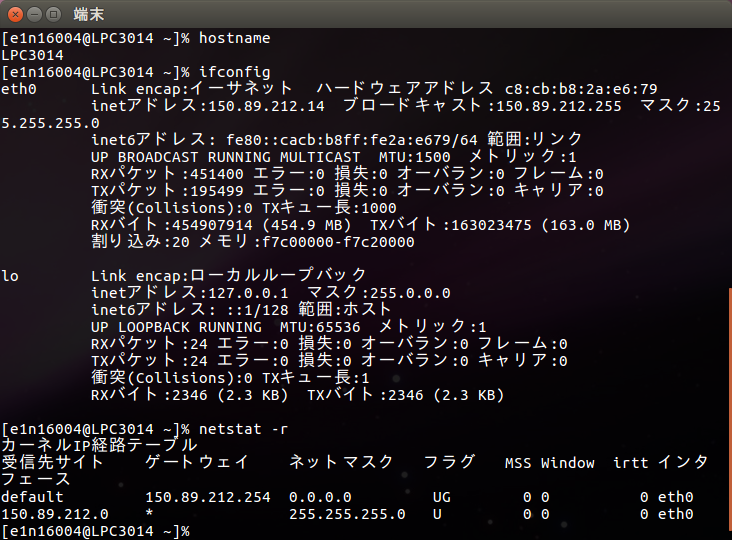 端末
[e1n16004@LPC3014 ~]% hostname
LPC3014
[e1n16004@LPC3014 ~]% ifconfig
eth0      Link encap:イーサネット  ハードウェアアドレス c8:cb:b8:2a:e6:79
          inetアドレス:150.89.212.14  ブロードキャスト:150.89.212.255  マスク:25
5.255.255.0
          inet6アドレス: fe80::cacb:b8ff:fe2a:e679/64 範囲:リンク
          UP BROADCAST RUNNING MULTICAST  MTU:1500  メトリック:1
          RXパケット:451400 エラー:0 損失:0 オーバラン:0 フレーム:0
          TXパケット:195499 エラー:0 損失:0 オーバラン:0 キャリア:0
          衝突(Collisions):0 TXキュー長:1000
          RXバイト:454907914 (454.9 MB)  TXバイト:163023475 (163.0 MB)
          割り込み:20 メモリ:f7c00000-f7c20000

lo        Link encap:ローカルループバック
          inetアドレス:127.0.0.1  マスク:255.0.0.0
          inet6アドレス: ::1/128 範囲:ホスト
          UP LOOPBACK RUNNING  MTU:65536  メトリック:1
          RXパケット:24 エラー:0 損失:0 オーバラン:0 フレーム:0
          TXパケット:24 エラー:0 損失:0 オーバラン:0 キャリア:0
          衝突(Collisions):0 TXキュー長:1
          RXバイト:2346 (2.3 KB)  TXバイト:2346 (2.3 KB)

[e1n16004@LPC3014 ~]% netstat -r
カーネルIP経路テーブル
受信先サイト    ゲートウェイ    ネットマスク   フラグ   MSS Window  irtt インタ
フェース
default         150.89.212.254  0.0.0.0         UG        0 0          0 eth0
150.89.212.0    *               255.255.255.0   U         0 0          0 eth0
[e1n16004@LPC3014 ~]%